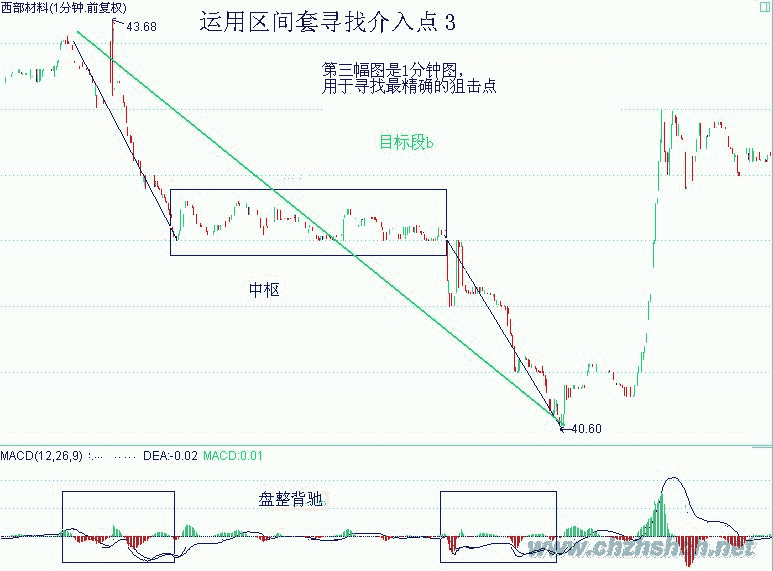 西部材料(1分钟.前复权)
43.68
运用区间套寻找介入点3
第三幅图是1分钟图,
用于寻找最精确的狙击点
目标段b
中枢
40.60
MACD(12,26,9) DEA:-0.02 MACD:0.01
盘整背驰
www.chzhshch.net